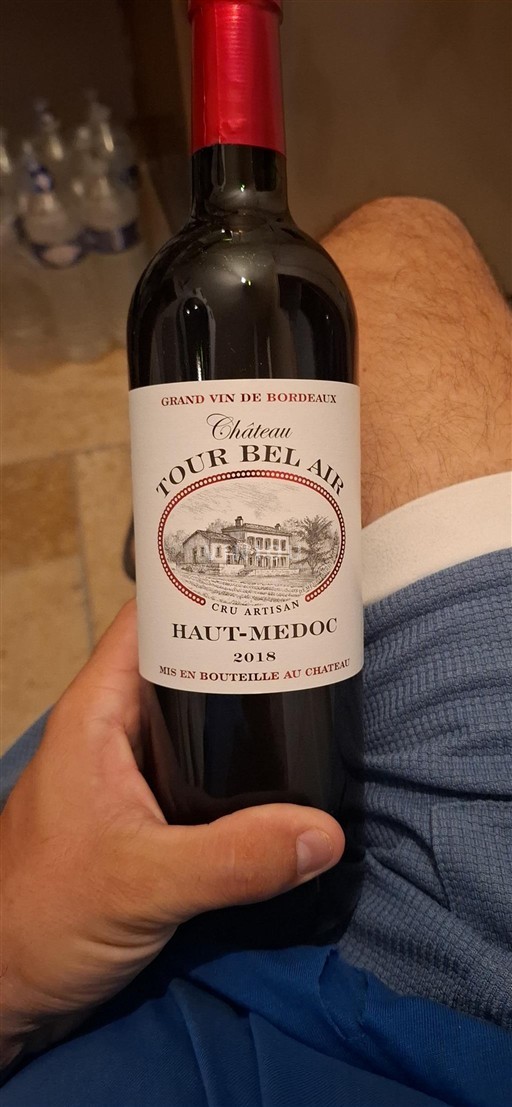 GRAND VIN DE BORDEAUX
Château
TOUR BEL AIR
CRU ARTISAN
HAUT-MEDOC
2018
MIS EN BOUTEILLE AU CHATEAU